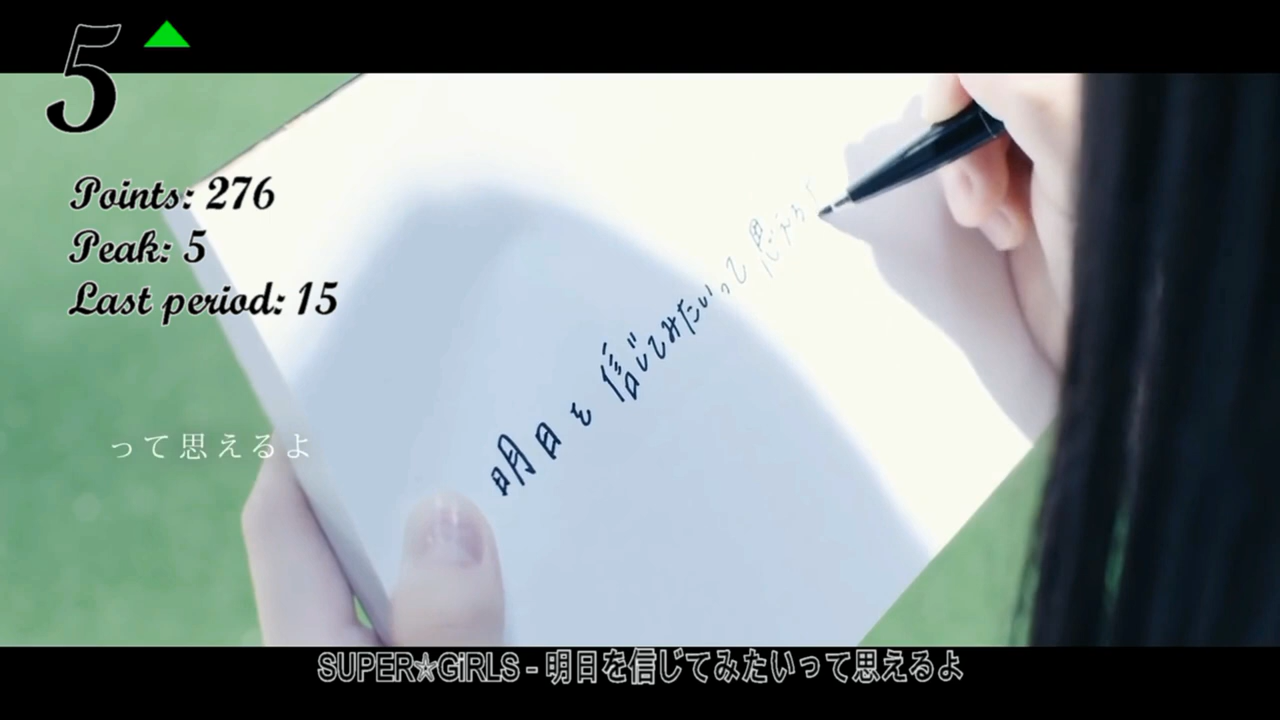 5
Points: 276
Peak: 5
Last period: 15
明日を信じてみたいって思えるよ
って思えるよ
SUPER☆GiRLS - 明日を信じてみたいって思えるよ